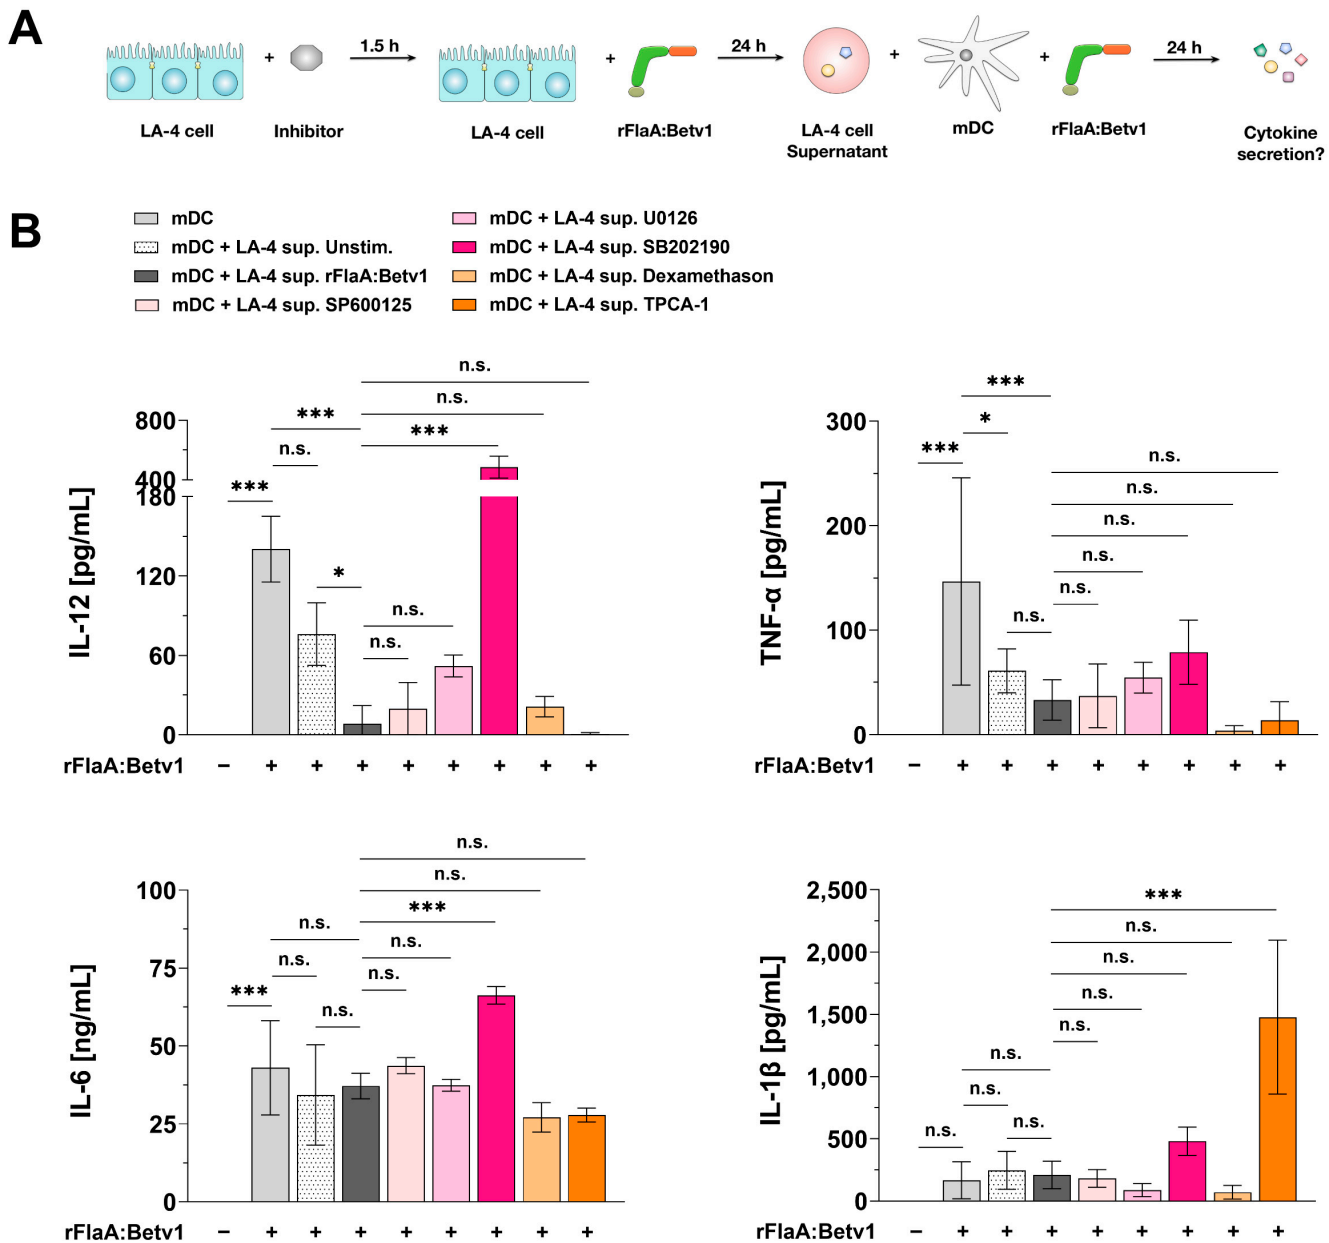 A
+
1.5 h
+
24 h
+
+
24 h
LA-4 cell
Inhibitor
LA-4 cell
rFlaA:Betv1
LA-4 cell
Supernatant
mDC
rFlaA:Betv1
Cytokine
secretion?
B
mDC
mDC + LA-4 sup. Unstim.
mDC + LA-4 sup. rFlaA:Betv1
mDC + LA-4 sup. SP600125
mDC + LA-4 sup. U0126
mDC + LA-4 sup. SB202190
mDC + LA-4 sup. Dexamethason
mDC + LA-4 sup. TPCA-1
IL-12 [pg/mL]
800
400
180
120
60
0
n.s.
n.s.
***
***
n.s.
***
*
n.s.
n.s.
rFlaA:Betv1 – + + + + + + + +
TNF-α [pg/mL]
300
200
100
0
***
*
***
n.s.
n.s.
n.s.
n.s.
n.s.
n.s.
rFlaA:Betv1 – + + + + + + + +
IL-6 [ng/mL]
100
75
50
25
0
n.s.
n.s.
***
n.s.
n.s.
n.s.
n.s.
***
n.s.
rFlaA:Betv1 – + + + + + + + +
IL-1β [pg/mL]
2,500
2,000
1,500
1,000
500
0
***
n.s.
n.s.
n.s.
n.s.
n.s.
n.s.
n.s.
n.s.
rFlaA:Betv1 – + + + + + + + +